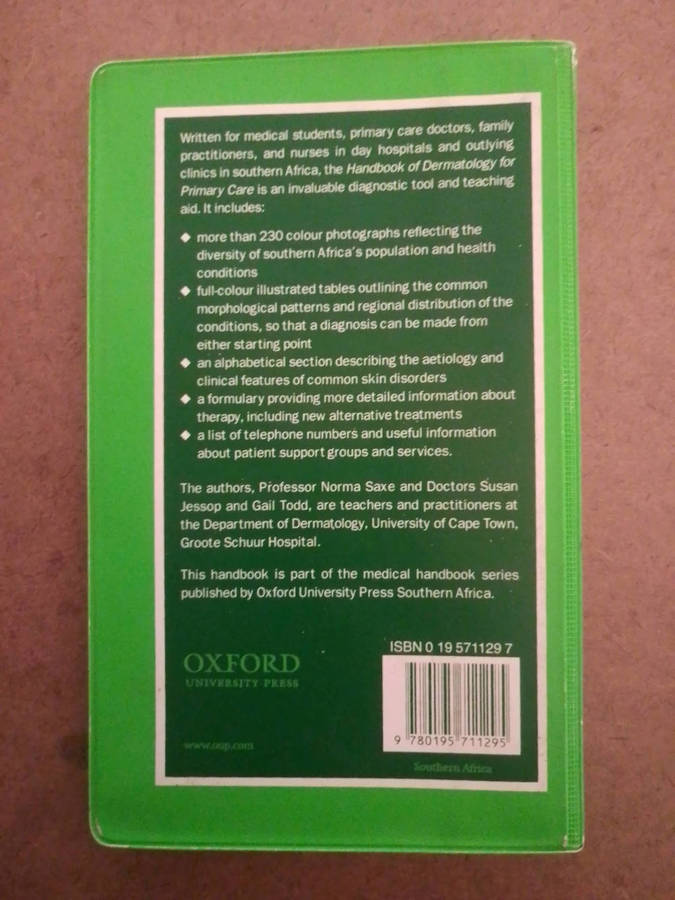 Written for medical students, primary care doctors, family
practitioners, and nurses in day hospitals and outlying
clinics in southern Africa, the Handbook of Dermatology for
Primary Care is an invaluable diagnostic tool and teaching
aid. It includes:
◆ more than 230 colour photographs reflecting the
diversity of southern Africa's population and health
conditions
◆ full-colour illustrated tables outlining the common
morphological patterns and regional distribution of the
conditions, so that a diagnosis can be made from
either starting point
◆ an alphabetical section describing the aetiology and
clinical features of common skin disorders
◆ a formulary providing more detailed information about
therapy, including new alternative treatments
◆ a list of telephone numbers and useful information
about patient support groups and services.
The authors, Professor Norma Saxe and Doctors Susan
Jessop and Gail Todd, are teachers and practitioners at
the Department of Dermatology, University of Cape Town,
Groote Schuur Hospital.
This handbook is part of the medical handbook series
published by Oxford University Press Southern Africa.
ISBN 0 19 571129 7
OXFORD
UNIVERSITY PRESS
9 780195 711295
www.oup.com
Southern Africa